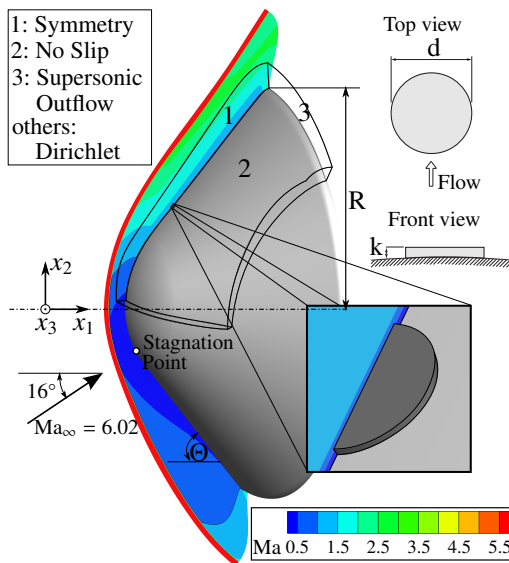 1: Symmetry
2: No Slip
3: Supersonic
Outflow
others:
Dirichlet
Top view
d
Flow
Front view
k
1
2
3
R
x₂
x₃ x₁
Stagnation
Point
16°
Ma∞ = 6.02
Θ
Ma 0.5 1.5 2.5 3.5 4.5 5.5